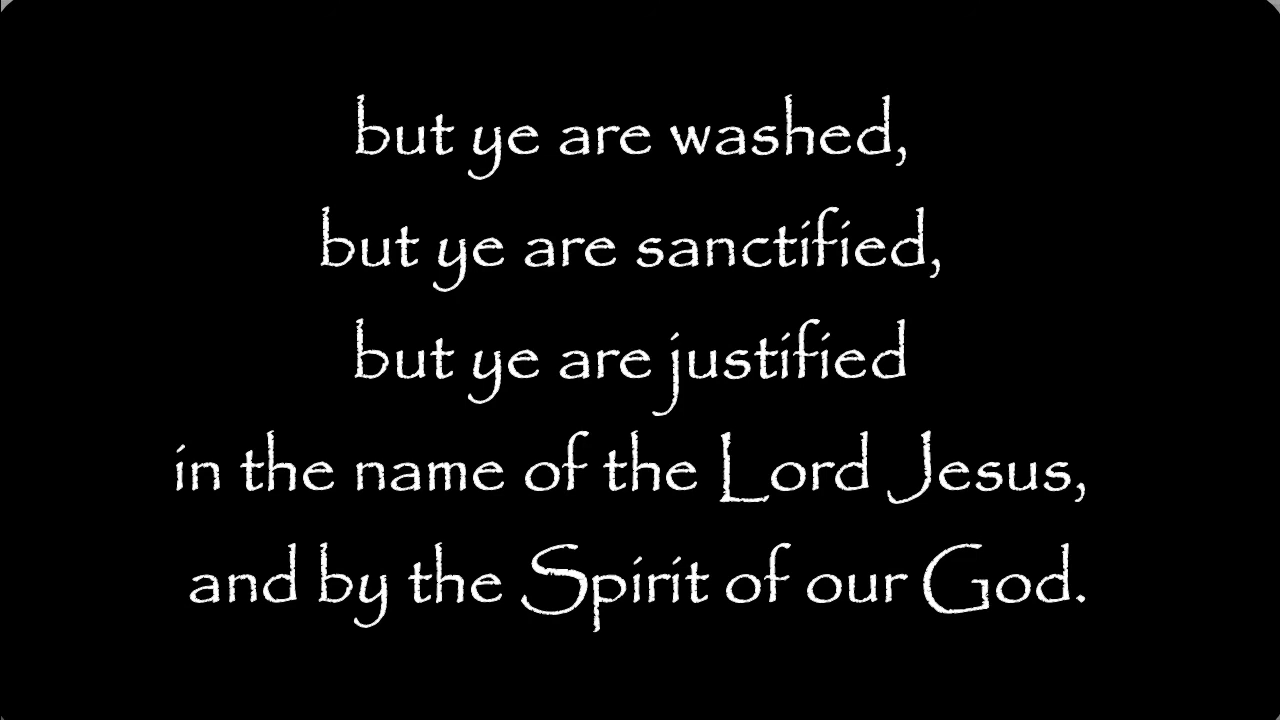 but ye are washed,
but ye are sanctified,
but ye are justified
in the name of the Lord Jesus,
and by the Spirit of our God.